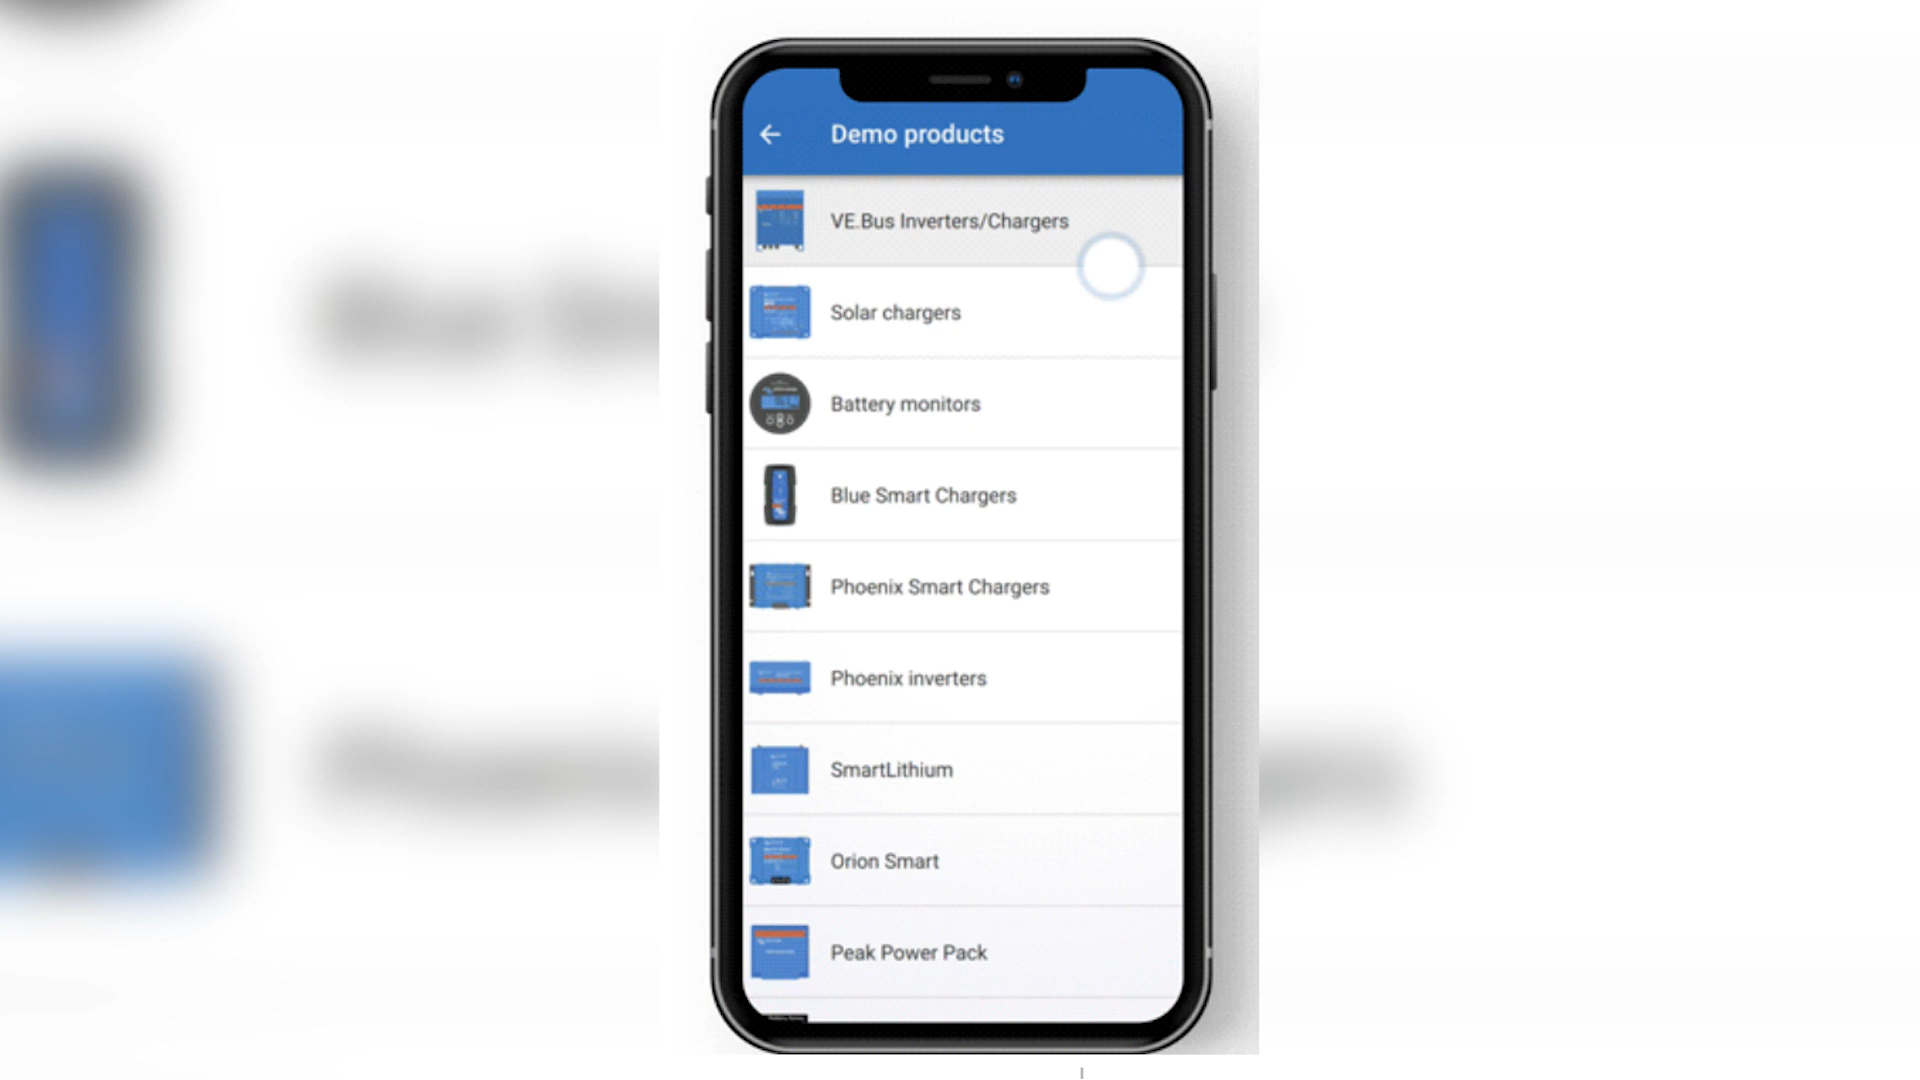 Demo products
VE.Bus Inverters/Chargers
Solar chargers
Battery monitors
Blue Smart Chargers
Phoenix Smart Chargers
Phoenix inverters
SmartLithium
Orion Smart
Peak Power Pack